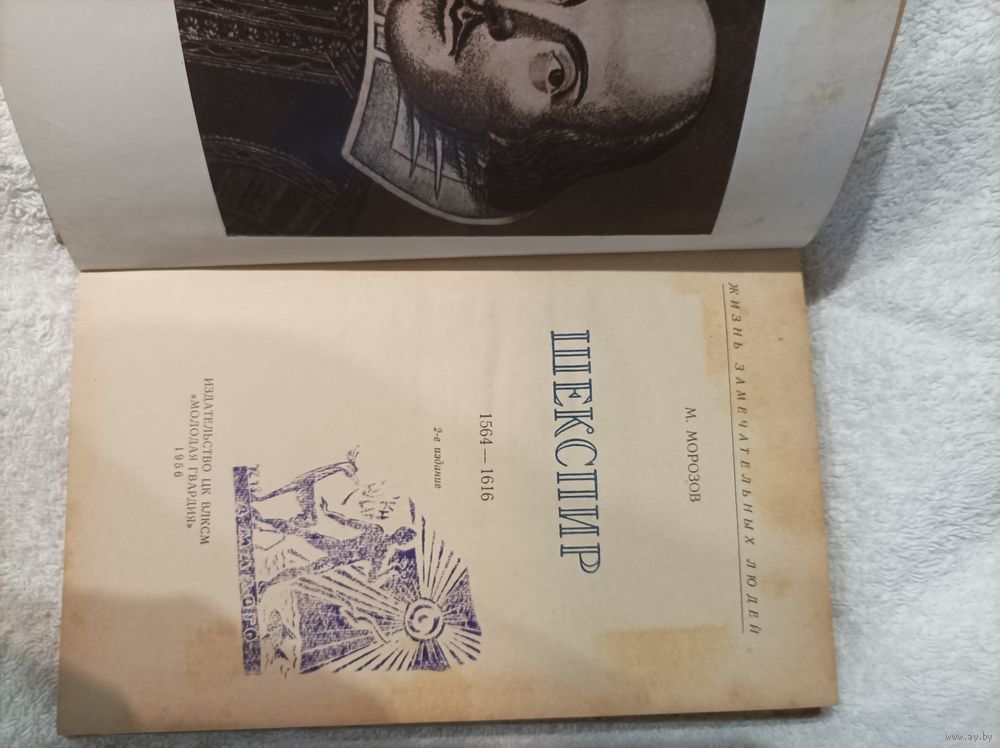 ЖИЗНЬ ЗАМЕЧАТЕЛЬНЫХ ЛЮДЕЙ
М. МОРОЗОВ
ШЕКСПИР
1564 — 1616
2-е издание
ИЗДАТЕЛЬСТВО ЦК ВЛКСМ
«МОЛОДАЯ ГВАРДИЯ»
1956
www.ay.by